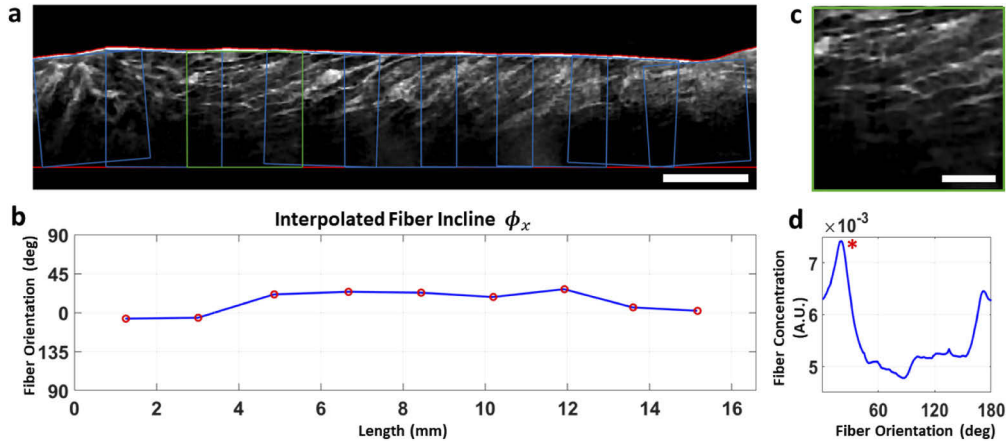 a
c
b
Interpolated Fiber Incline ϕx
Fiber Orientation (deg)
90
45
0
135
90
0
2
4
6
8
10
12
14
16
Length (mm)
d
×10⁻³
*
Fiber Concentration
(A.U.)
7
6
5
60
120
180
Fiber Orientation (deg)